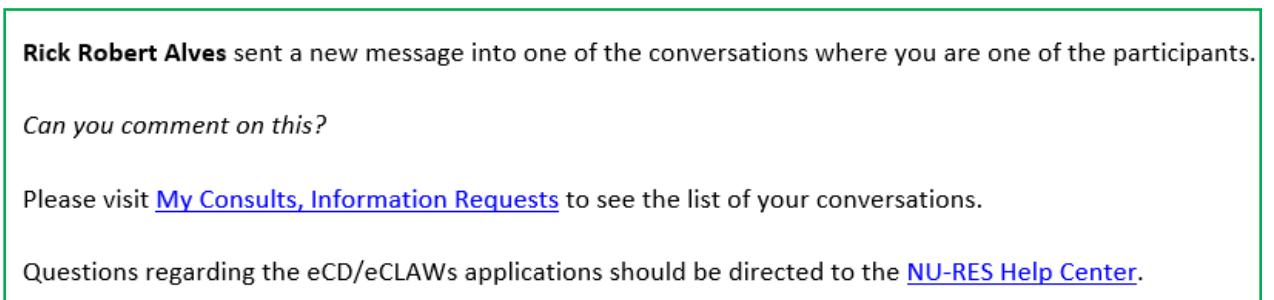 Rick Robert Alves sent a new message into one of the conversations where you are one of the participants.
Can you comment on this?
Please visit My Consults, Information Requests to see the list of your conversations.
Questions regarding the eCD/eCLAWs applications should be directed to the NU-RES Help Center.